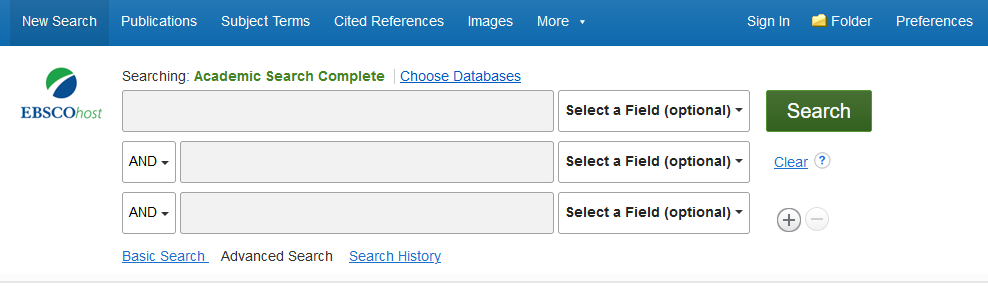 New Search Publications Subject Terms Cited References Images More Sign In Folder Preferences
Searching: Academic Search Complete Choose Databases
EBSCOhost
Select a Field (optional) Search
AND Select a Field (optional) Clear ?
AND Select a Field (optional)
Basic Search Advanced Search Search History